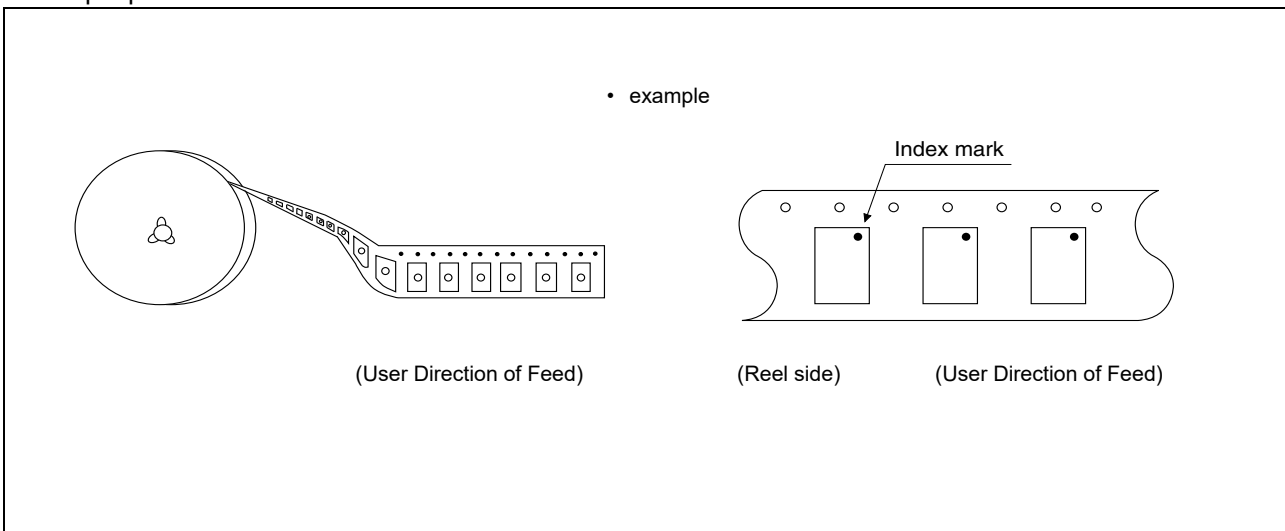 • example
Index mark
(User Direction of Feed)
(Reel side)
(User Direction of Feed)